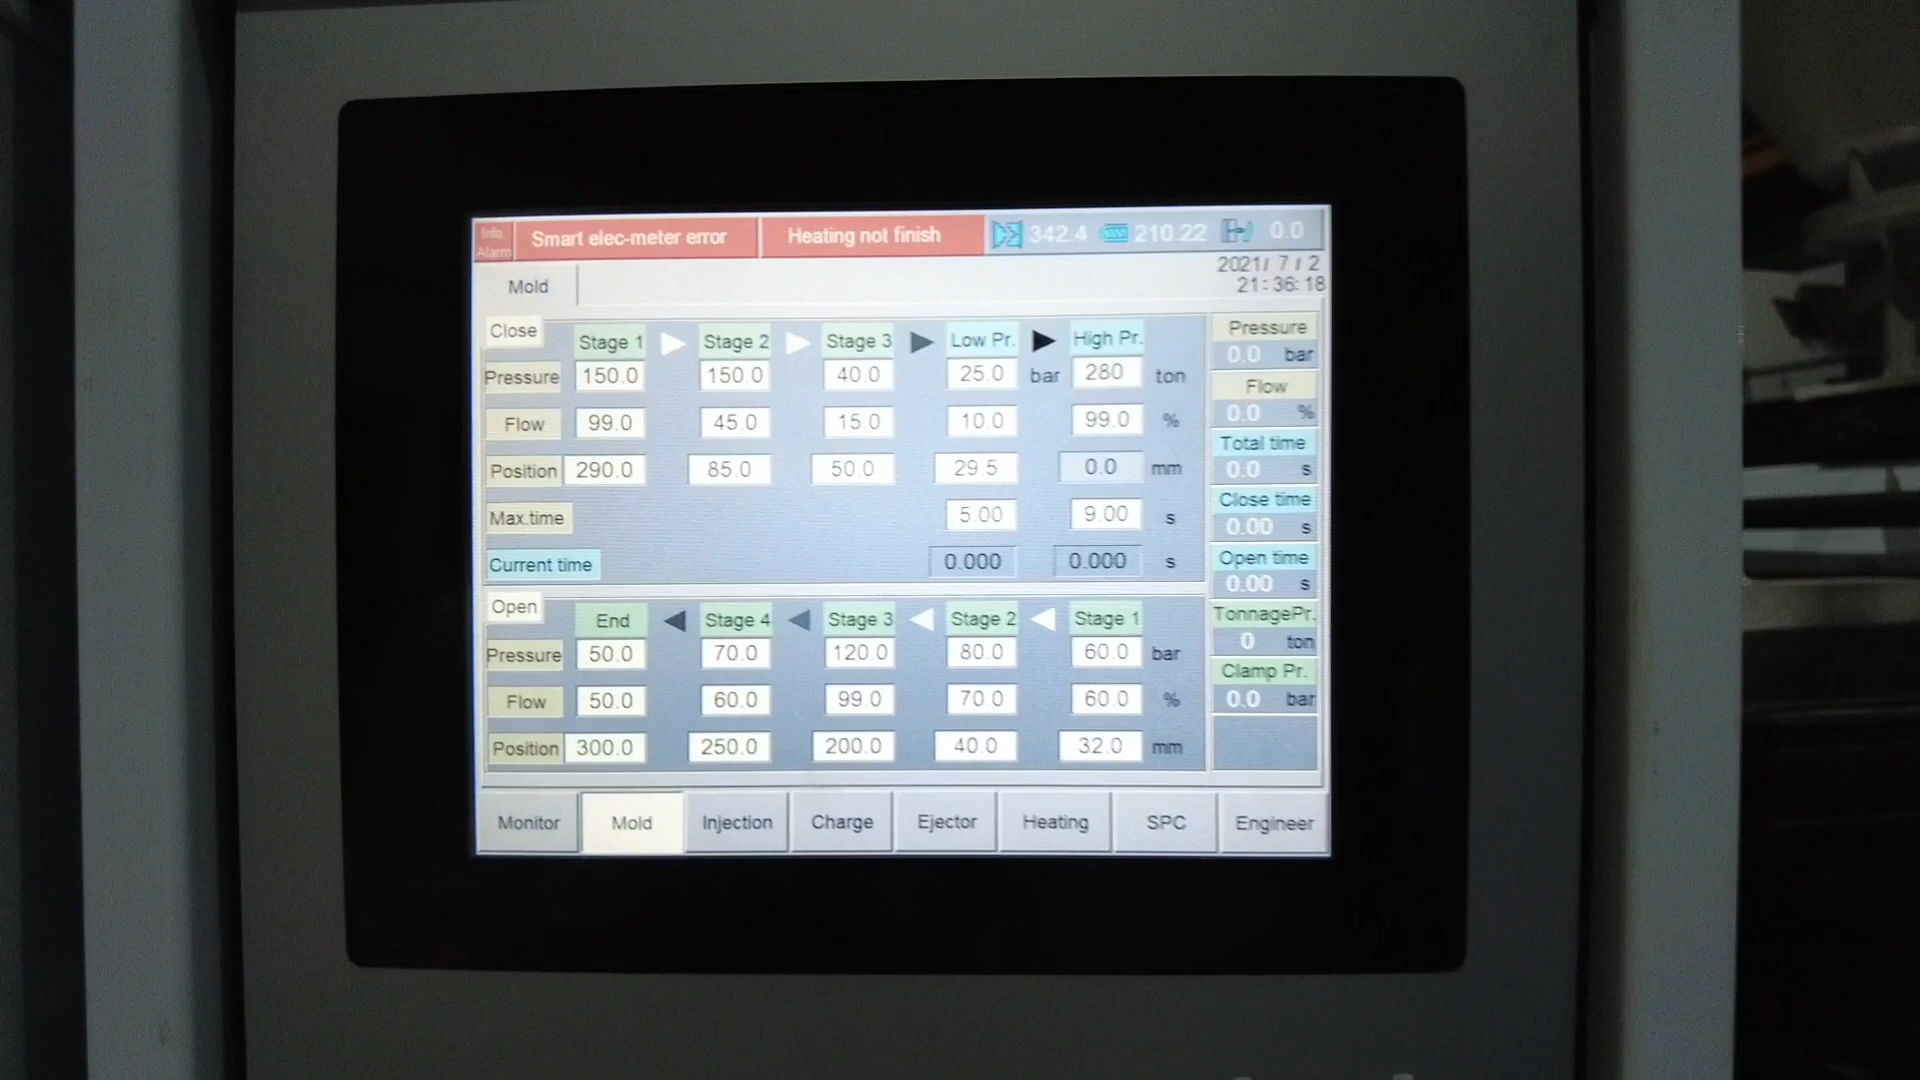 Info. Smart elec-meter error Heating not finish 342.4 210.22 0.0
Alarm
2021/ 7 / 2
Mold 21:36:18
Close Stage 1 Stage 2 Stage 3 Low Pr. High Pr.
Pressure 150.0 150.0 40.0 25.0 bar 280 ton
Flow 99.0 45.0 15.0 10.0 99.0 %
Position 290.0 85.0 50.0 29.5 0.0 mm
Max.time 5.00 9.00 s
Current time 0.000 0.000 s
Open End Stage 4 Stage 3 Stage 2 Stage 1
Pressure 50.0 70.0 120.0 80.0 60.0 bar
Flow 50.0 60.0 99.0 70.0 60.0 %
Position 300.0 250.0 200.0 40.0 32.0 mm
Pressure
0.0 bar
Flow
0.0 %
Total time
0.0 s
Close time
0.00 s
Open time
0.00 s
TonnagePr.
0 ton
Clamp Pr.
0.0 bar
Monitor Mold Injection Charge Ejector Heating SPC Engineer